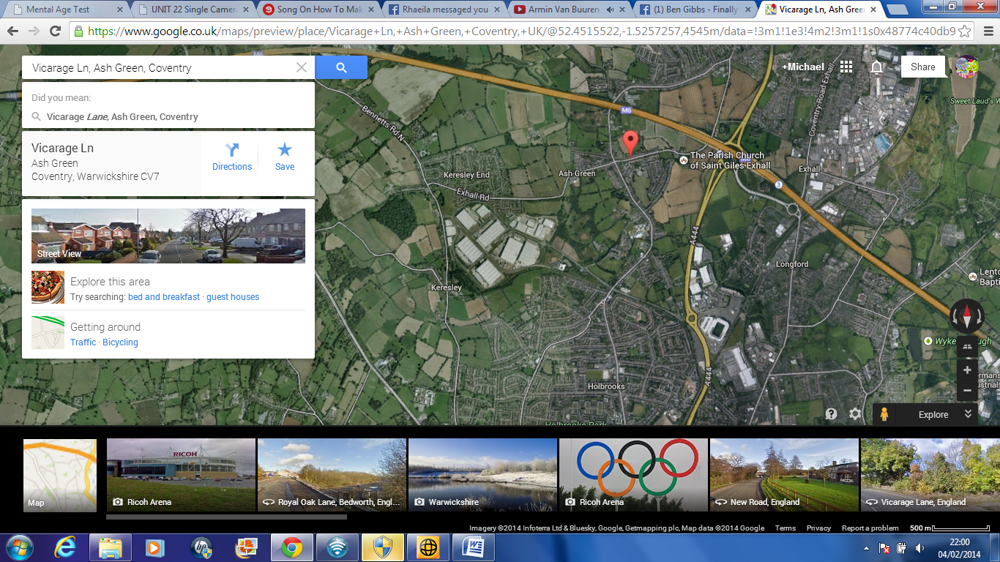 Mental Age Test
UNIT 22 Single Camera
Song On How To Mak
Rhaeila messaged you
Armin Van Buuren
(1) Ben Gibbs - Finally
Vicarage Ln, Ash Gree
https://www.google.co.uk/maps/preview/place/Vicarage+Ln,+Ash+Green,+Coventry,+UK/@52.4515522,-1.5257257,4545m/data=!3m1!1e3!4m2!3m1!1s0x48774c40db9
Vicarage Ln, Ash Green, Coventry
+Michael
Share
Did you mean:
Vicarage Lane, Ash Green, Coventry
Vicarage Ln
Ash Green
Coventry, Warwickshire CV7
Directions
Save
Street View
Explore this area
Try searching: bed and breakfast · guest houses
Getting around
Traffic · Bicycling
M6
M6
Bennetts Rd N
Coventry Road Exhall
Sweet Laud's W
The Parish Church
of Saint Giles Exhall
Keresley End
Ash Green
Exhall
3
Exhall Rd
A444
Longford
Keresley
Lento
Bapti
Holbrooks
A444
Holbrooks Park
Explore
Map
RICOH
Ricoh Arena
Royal Oak Lane, Bedworth, Engl...
Warwickshire
Ricoh Arena
New Road, England
Vicarage Lane, England
Imagery ©2014 Infoterra Ltd & Bluesky, Google, Getmapping plc, Map data ©2014 Google
Terms
Privacy
Report a problem
500 m
22:00
04/02/2014